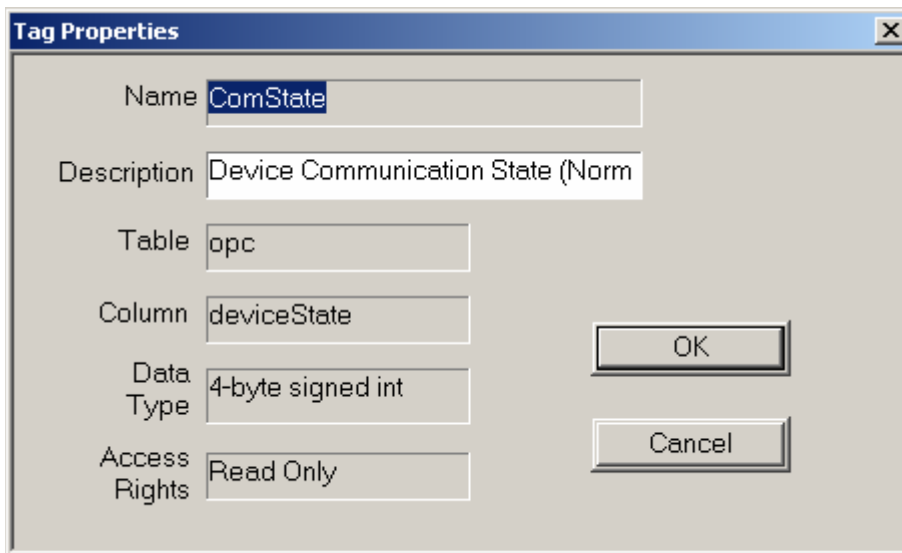 Tag Properties
Name ComState
Description Device Communication State (Norm
Table opc
Column deviceState
OK
Data
Type 4-byte signed int
Cancel
Access
Rights Read Only